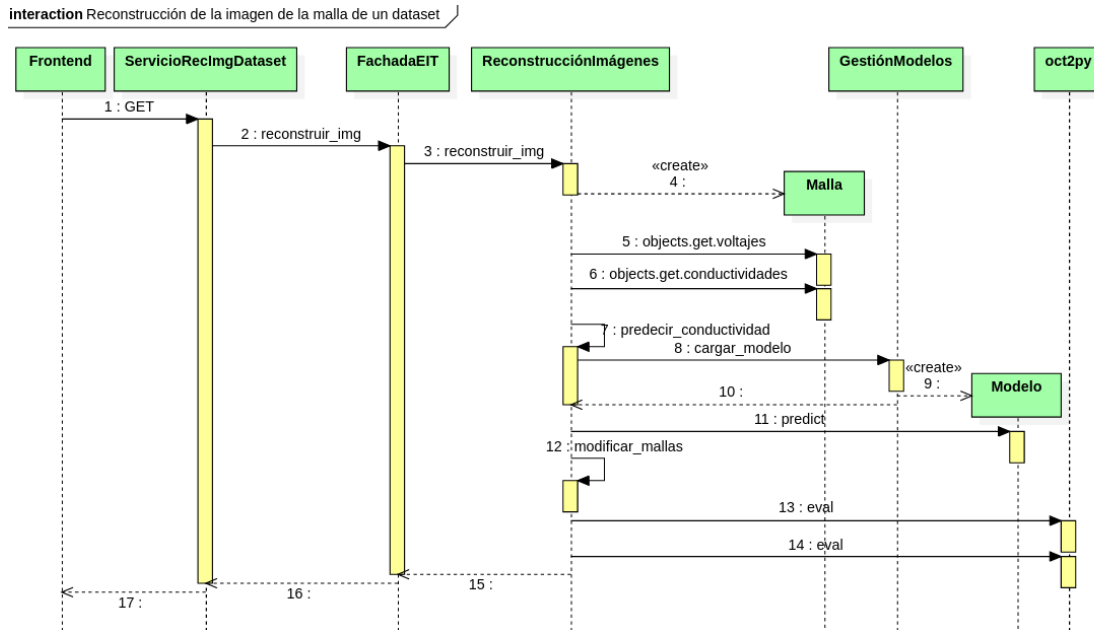 interaction Reconstrucción de la imagen de la malla de un dataset
Frontend
ServicioRecImgDataset
FachadaEIT
ReconstrucciónImágenes
GestiónModelos
oct2py
1 : GET
2 : reconstruir_img
3 : reconstruir_img
«create»
4 :
Malla
5 : objects.get.voltajes
6 : objects.get.conductividades
7 : predecir_conductividad
8 : cargar_modelo
«create»
9 :
Modelo
10 :
11 : predict
12 : modificar_mallas
13 : eval
14 : eval
15 :
16 :
17 :